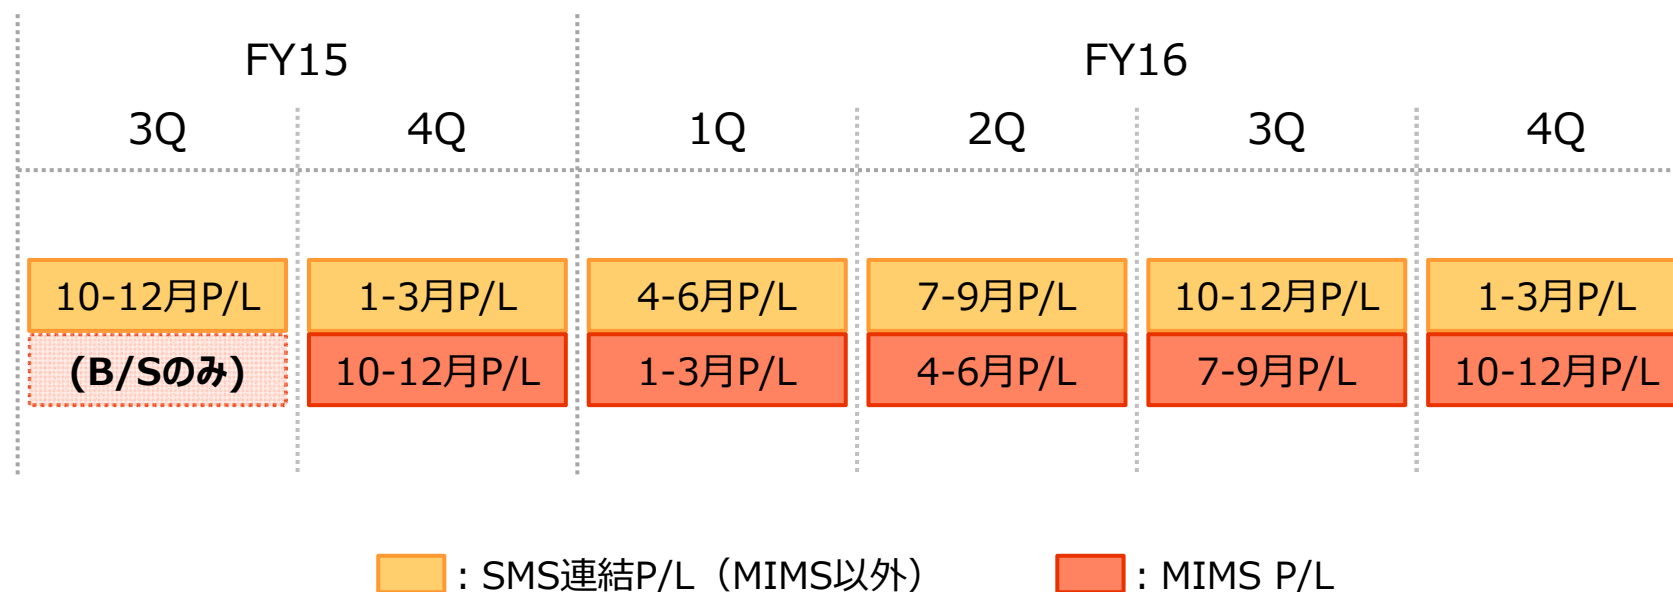 FY15 FY16
3Q 4Q 1Q 2Q 3Q 4Q
10-12月P/L 1-3月P/L 4-6月P/L 7-9月P/L 10-12月P/L 1-3月P/L
(B/Sのみ) 10-12月P/L 1-3月P/L 4-6月P/L 7-9月P/L 10-12月P/L
: SMS連結P/L（MIMS以外） : MIMS P/L